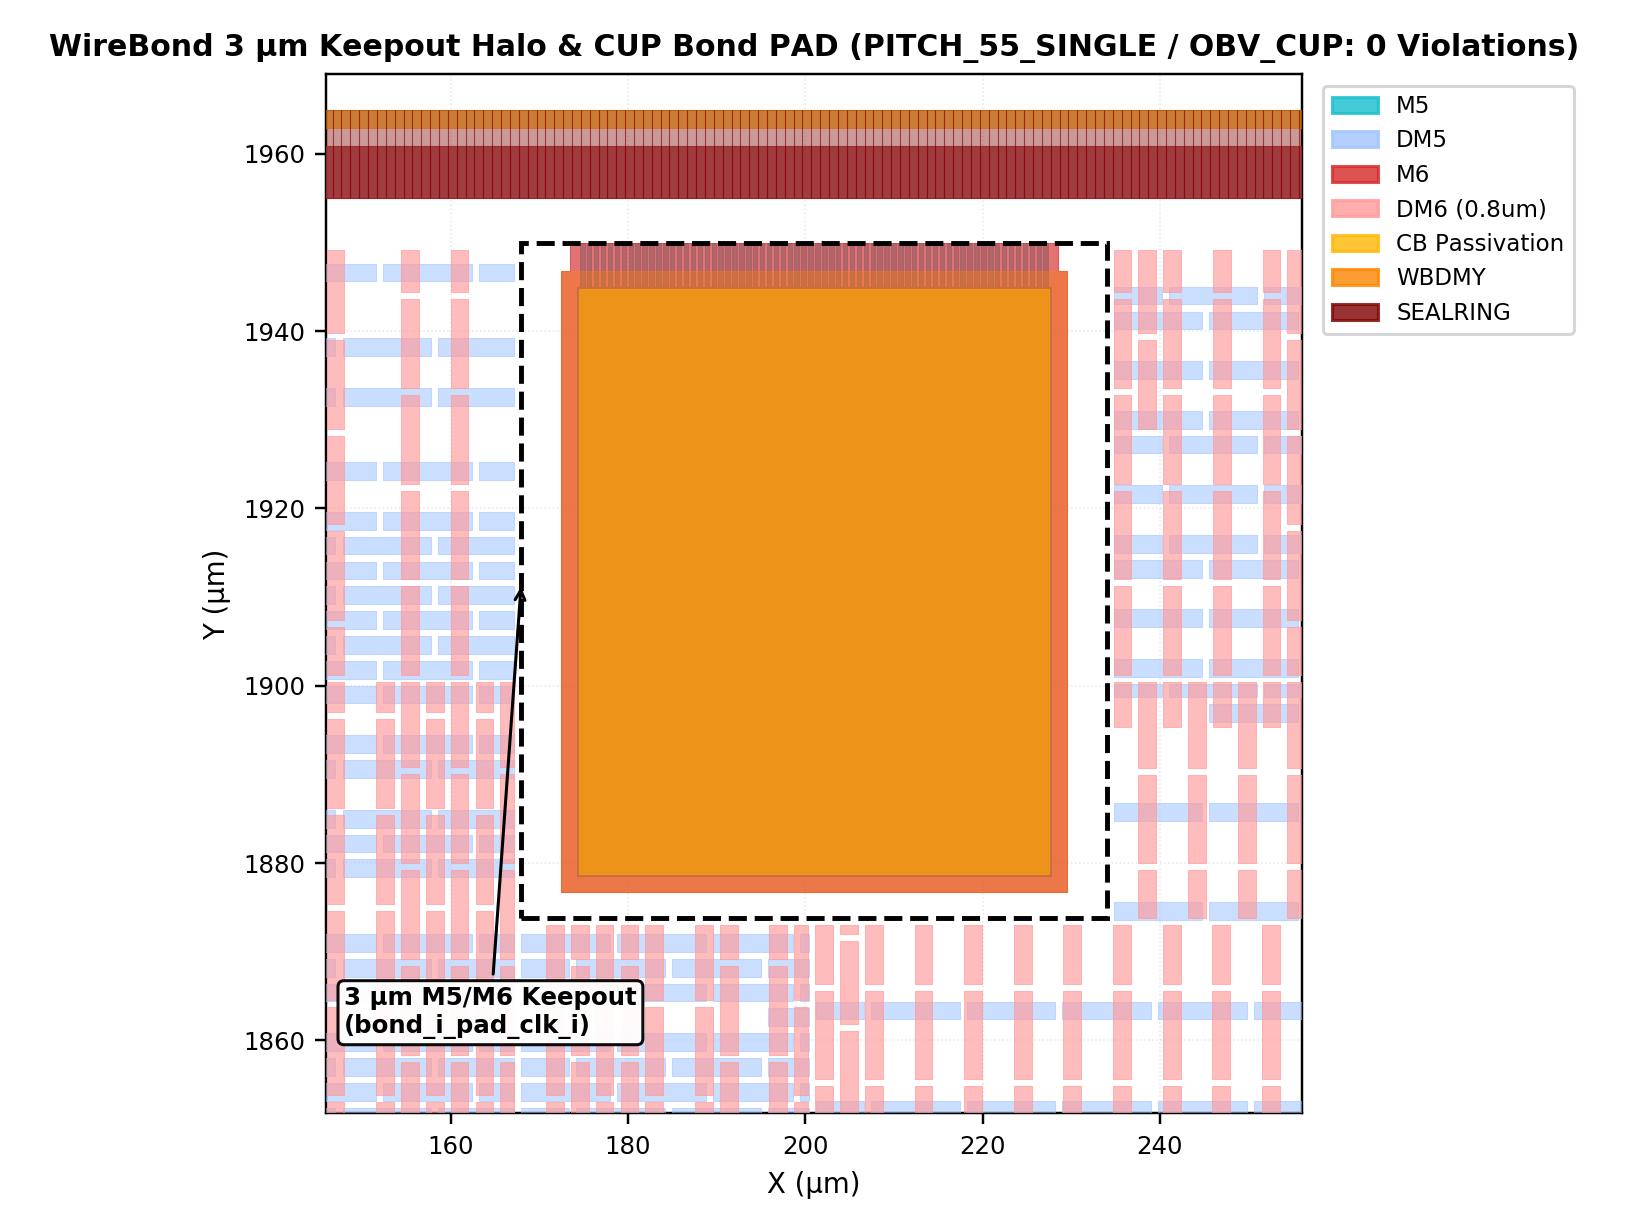 WireBond 3 µm Keepout Halo & CUP Bond PAD (PITCH_55_SINGLE / OBV_CUP: 0 Violations)
M5
DM5
M6
DM6 (0.8um)
CB Passivation
WBDMY
SEALRING
Y (µm)
1960
1940
1920
1900
1880
1860
3 µm M5/M6 Keepout
(bond_i_pad_clk_i)
160
180
200
220
240
X (µm)